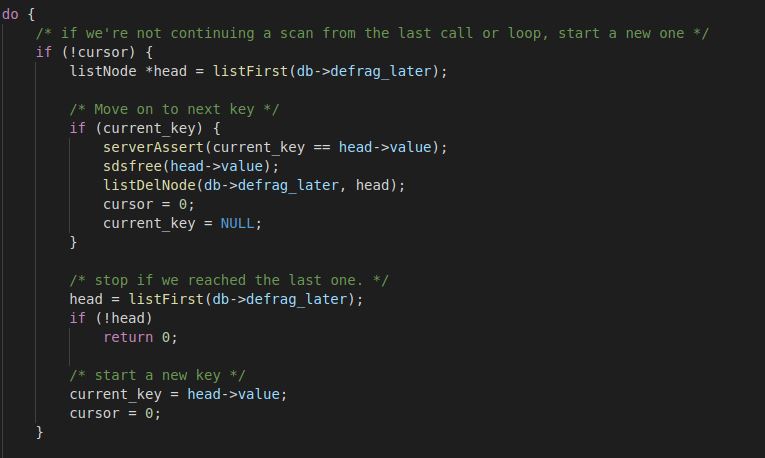 do {
    /* if we're not continuing a scan from the last call or loop, start a new one */
    if (!cursor) {
        listNode *head = listFirst(db->defrag_later);

        /* Move on to next key */
        if (current_key) {
            serverAssert(current_key == head->value);
            sdsfree(head->value);
            listDelNode(db->defrag_later, head);
            cursor = 0;
            current_key = NULL;
        }

        /* stop if we reached the last one. */
        head = listFirst(db->defrag_later);
        if (!head)
            return 0;

        /* start a new key */
        current_key = head->value;
        cursor = 0;
    }